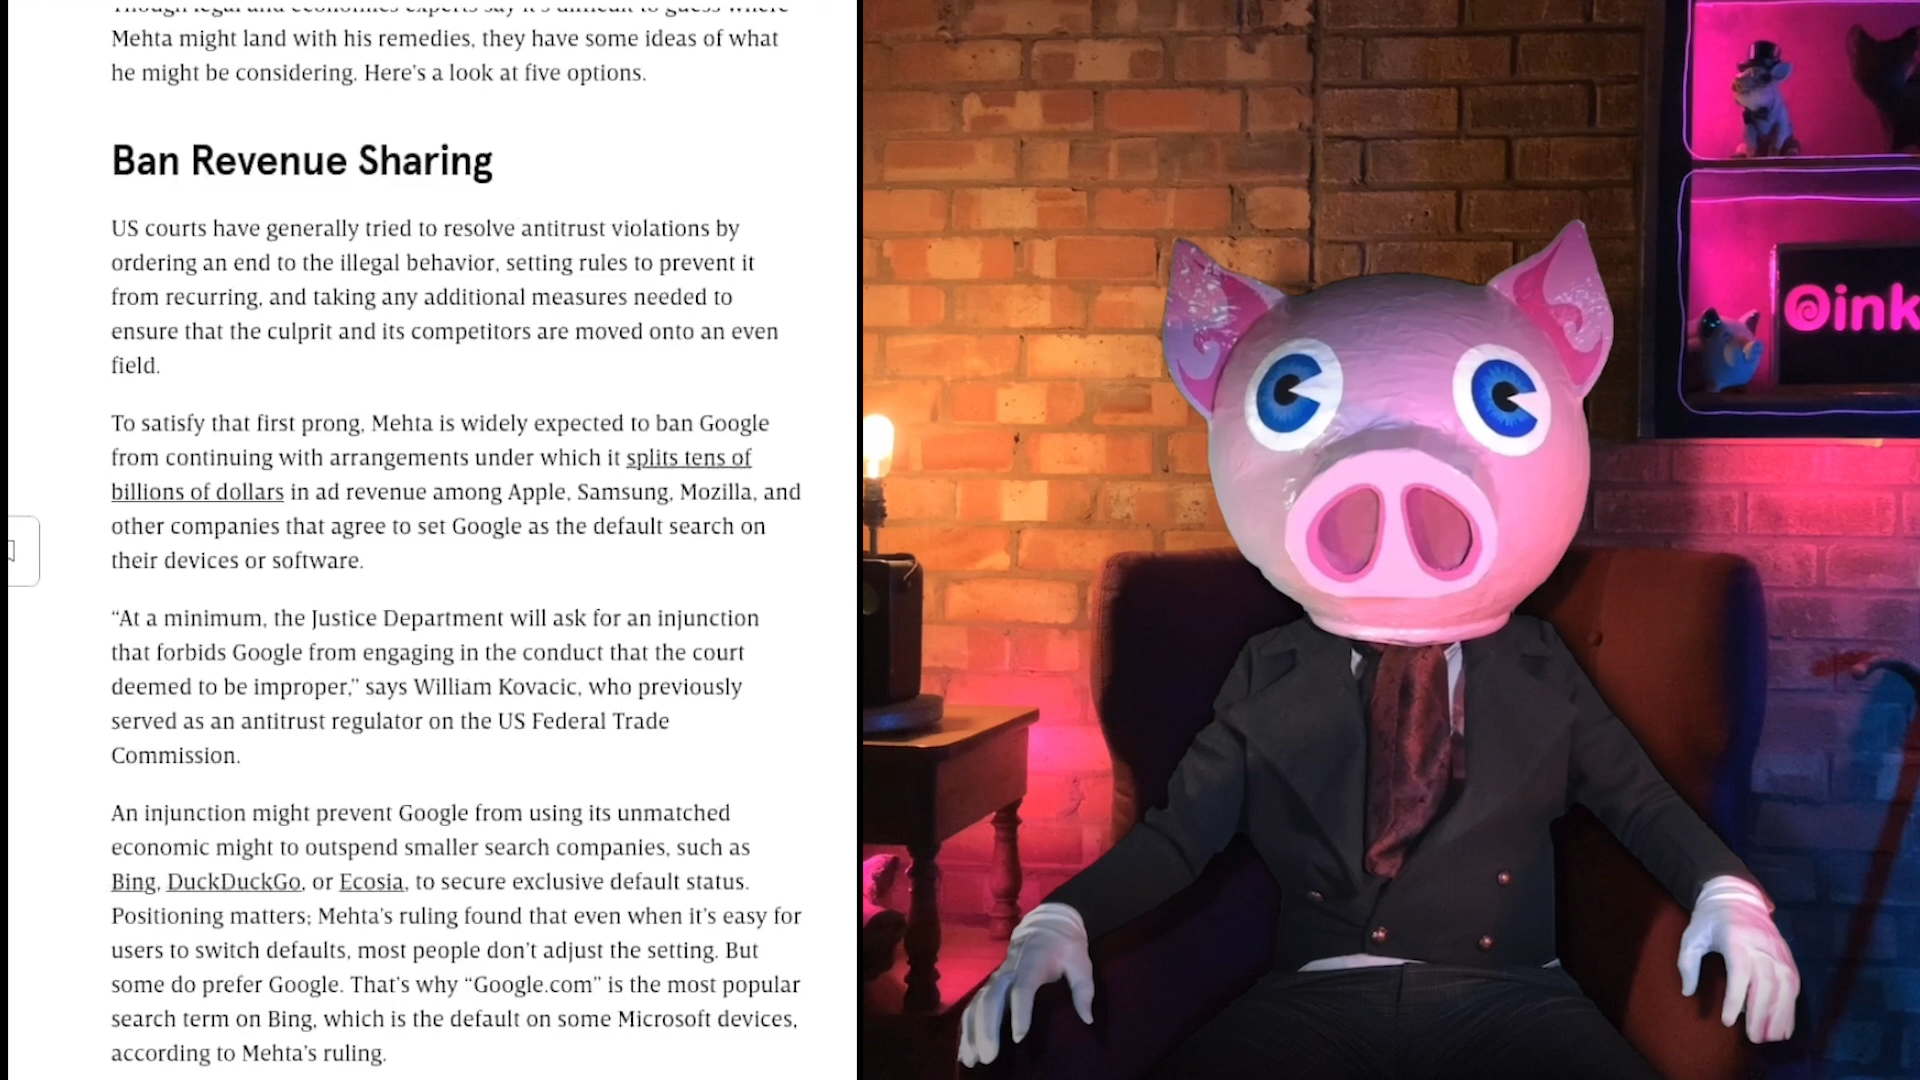 Though legal and economics experts say it's difficult to guess where
Mehta might land with his remedies, they have some ideas of what
he might be considering. Here's a look at five options.
Ban Revenue Sharing
US courts have generally tried to resolve antitrust violations by
ordering an end to the illegal behavior, setting rules to prevent it
from recurring, and taking any additional measures needed to
ensure that the culprit and its competitors are moved onto an even
field.
To satisfy that first prong, Mehta is widely expected to ban Google
from continuing with arrangements under which it splits tens of
billions of dollars in ad revenue among Apple, Samsung, Mozilla, and
other companies that agree to set Google as the default search on
their devices or software.
“At a minimum, the Justice Department will ask for an injunction
that forbids Google from engaging in the conduct that the court
deemed to be improper,” says William Kovacic, who previously
served as an antitrust regulator on the US Federal Trade
Commission.
An injunction might prevent Google from using its unmatched
economic might to outspend smaller search companies, such as
Bing, DuckDuckGo, or Ecosia, to secure exclusive default status.
Positioning matters; Mehta's ruling found that even when it's easy for
users to switch defaults, most people don't adjust the setting. But
some do prefer Google. That's why “Google.com” is the most popular
search term on Bing, which is the default on some Microsoft devices,
according to Mehta's ruling.
Oink